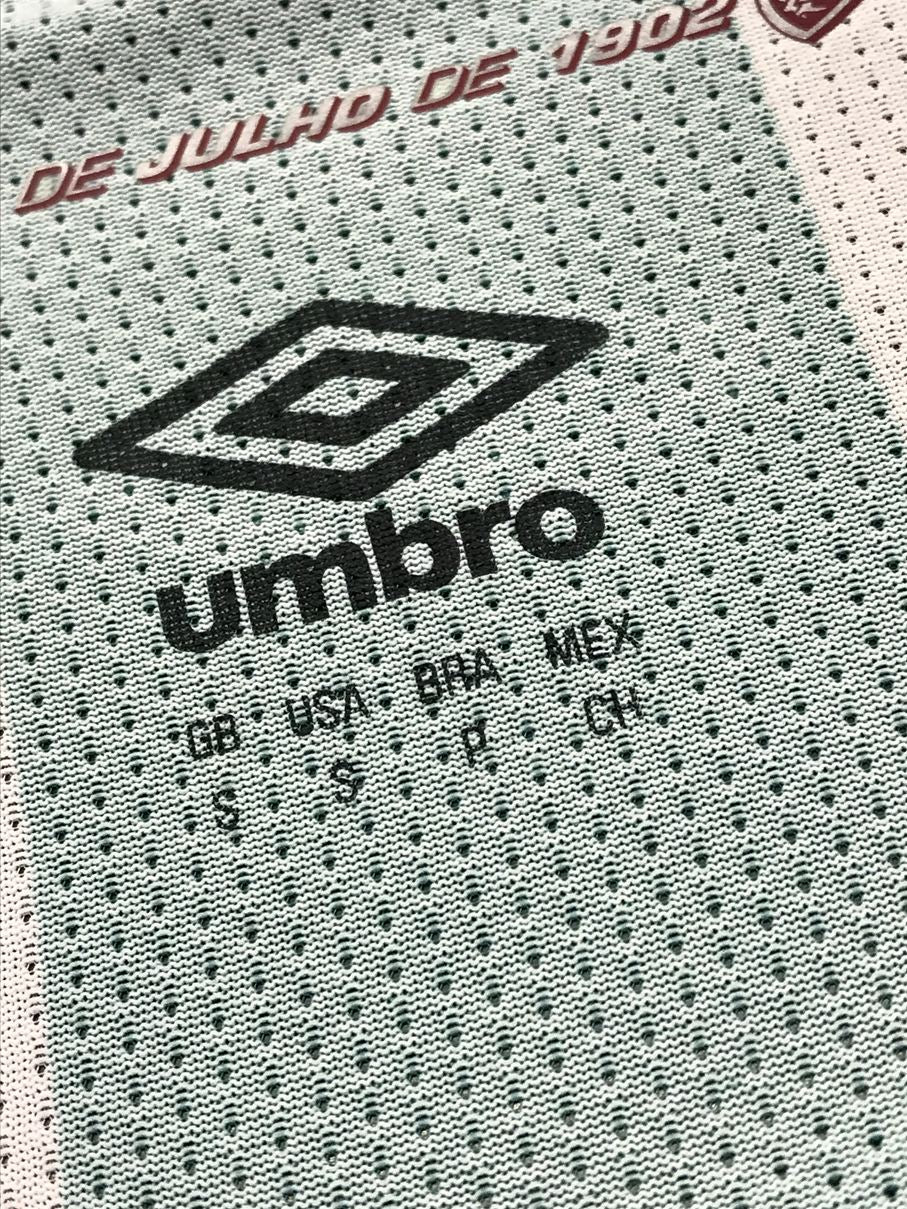 DE JULHO DE 1902
umbro
GB USA BRA MEX
S S P CH